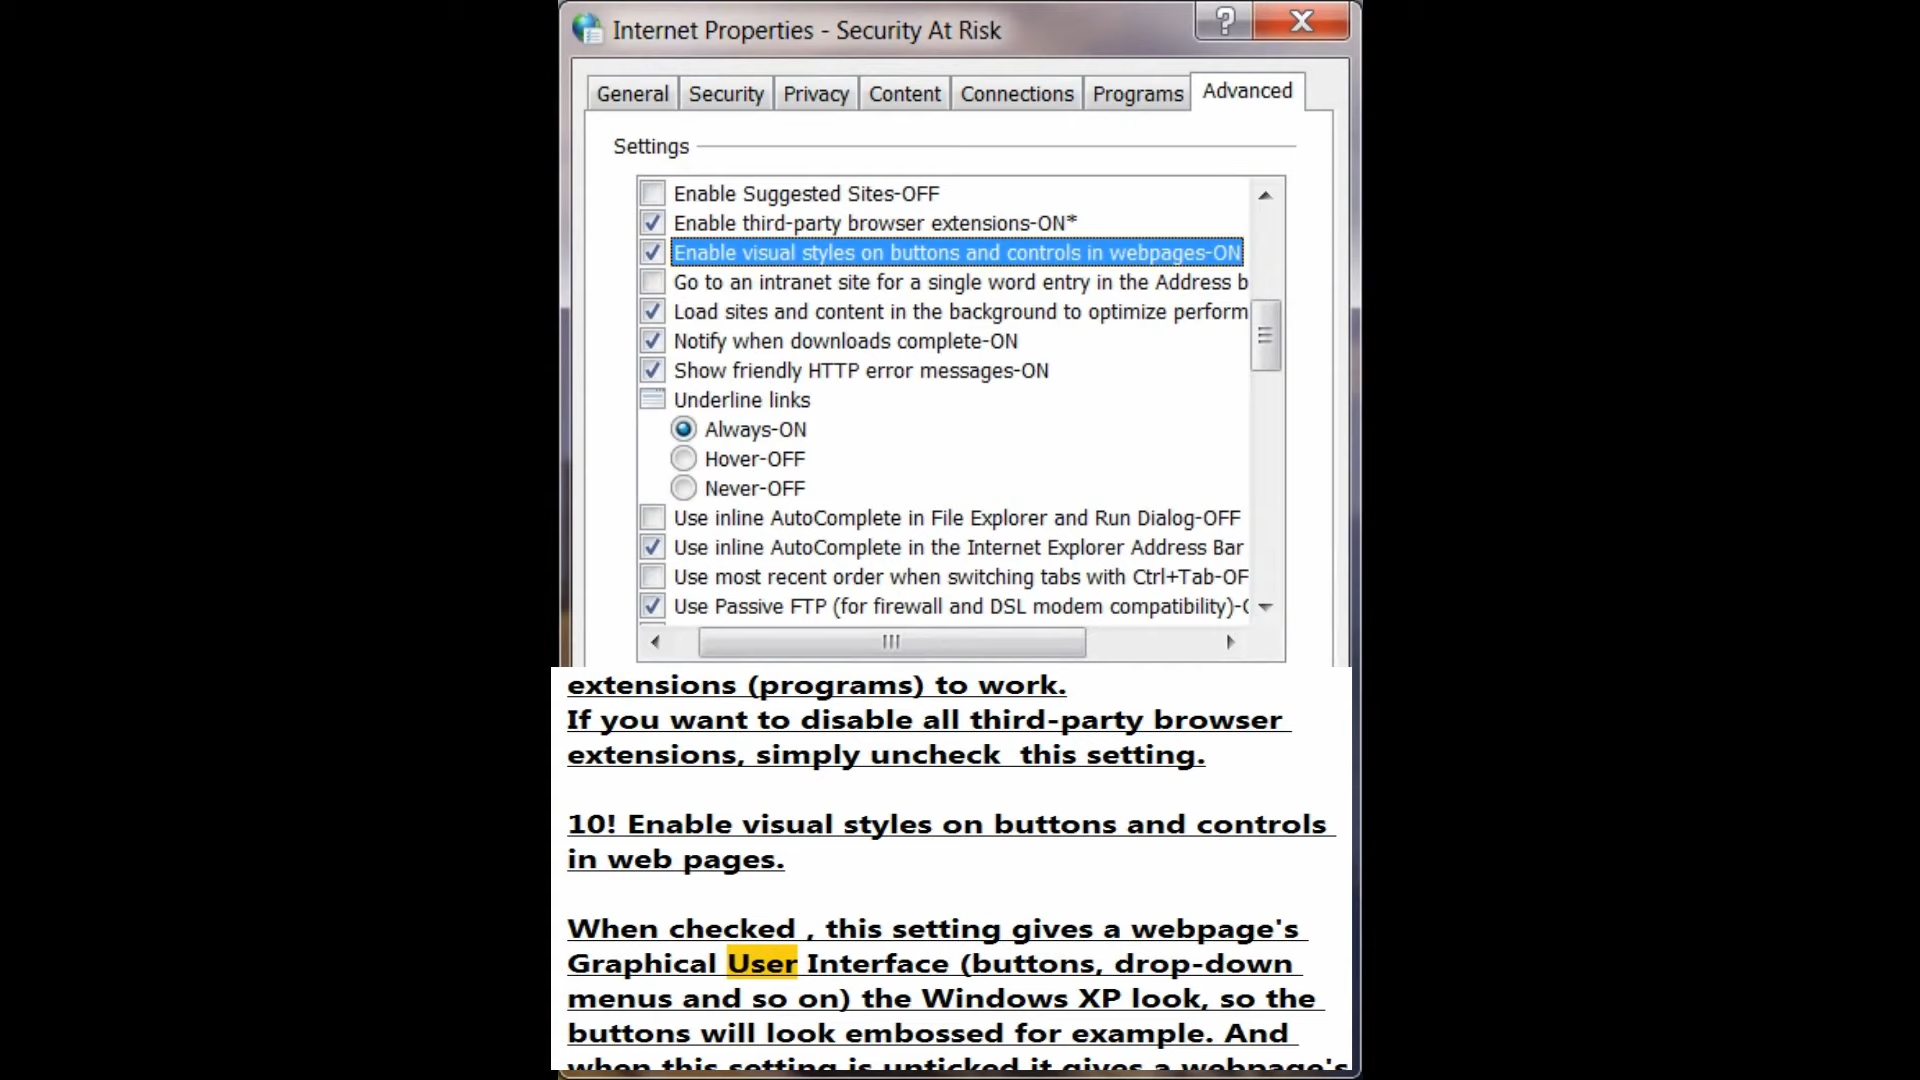 Internet Properties - Security At Risk
?
General Security Privacy Content Connections Programs Advanced
Settings
Enable Suggested Sites-OFF
Enable third-party browser extensions-ON*
Enable visual styles on buttons and controls in webpages-ON
Go to an intranet site for a single word entry in the Address b
Load sites and content in the background to optimize perform
Notify when downloads complete-ON
Show friendly HTTP error messages-ON
Underline links
Always-ON
Hover-OFF
Never-OFF
Use inline AutoComplete in File Explorer and Run Dialog-OFF
Use inline AutoComplete in the Internet Explorer Address Bar
Use most recent order when switching tabs with Ctrl+Tab-OF
Use Passive FTP (for firewall and DSL modem compatibility)-
extensions (programs) to work.
If you want to disable all third-party browser
extensions, simply uncheck  this setting.
10! Enable visual styles on buttons and controls
in web pages.
When checked , this setting gives a webpage's
Graphical User Interface (buttons, drop-down
menus and so on) the Windows XP look, so the
buttons will look embossed for example. And
when this setting is unticked it gives a webpage's